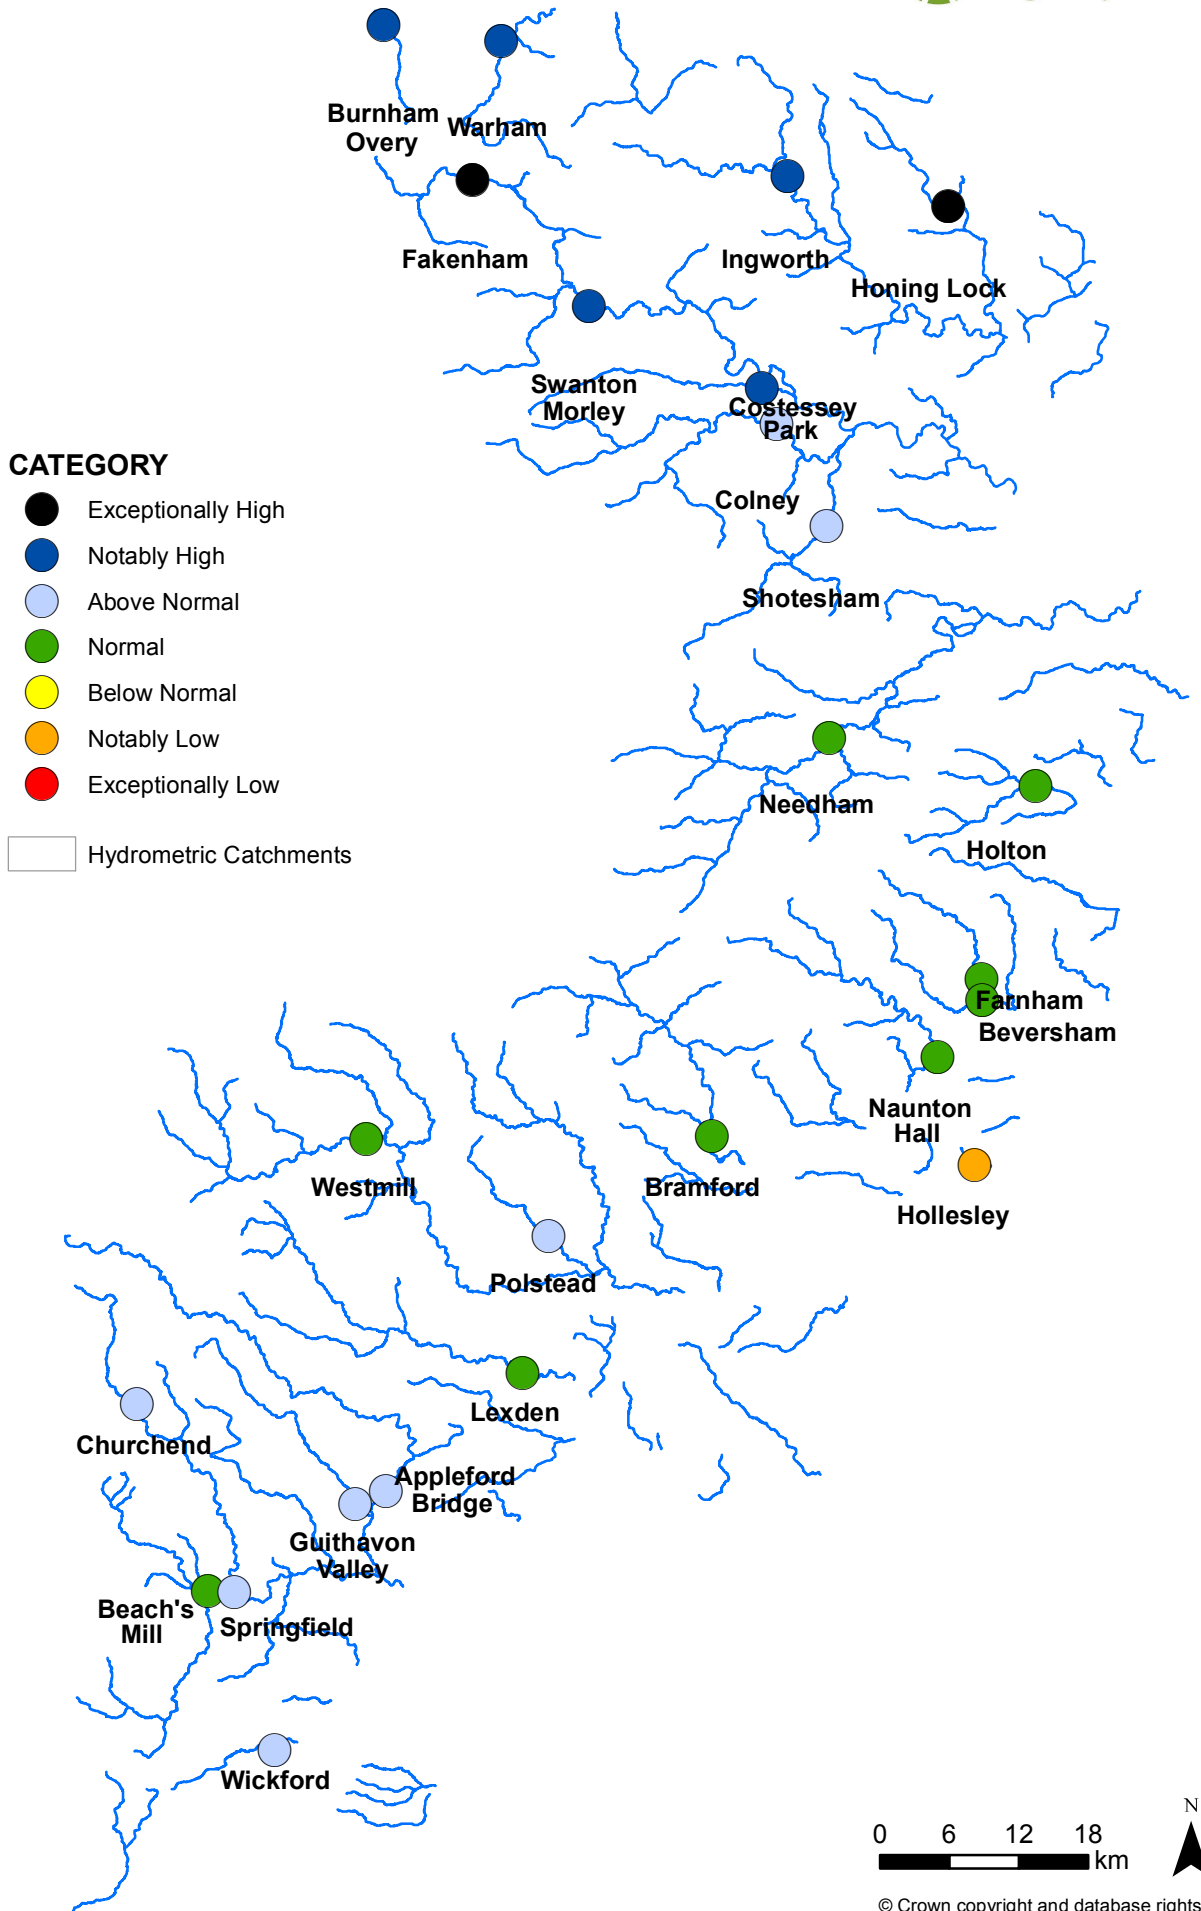 Burnham
Overy
Warham
Fakenham
Ingworth
Honing Lock
Swanton
Morley
Costessey
Park
CATEGORY
Exceptionally High
Notably High
Above Normal
Normal
Below Normal
Notably Low
Exceptionally Low
Hydrometric Catchments
Colney
Shotesham
Needham
Holton
Farnham
Beversham
Naunton
Hall
Westmill
Bramford
Hollesley
Polstead
Lexden
Churchend
Appleford
Bridge
Guithavon
Valley
Beach's
Mill
Springfield
Wickford
N
0 6 12 18
km
© Crown copyright and database rights